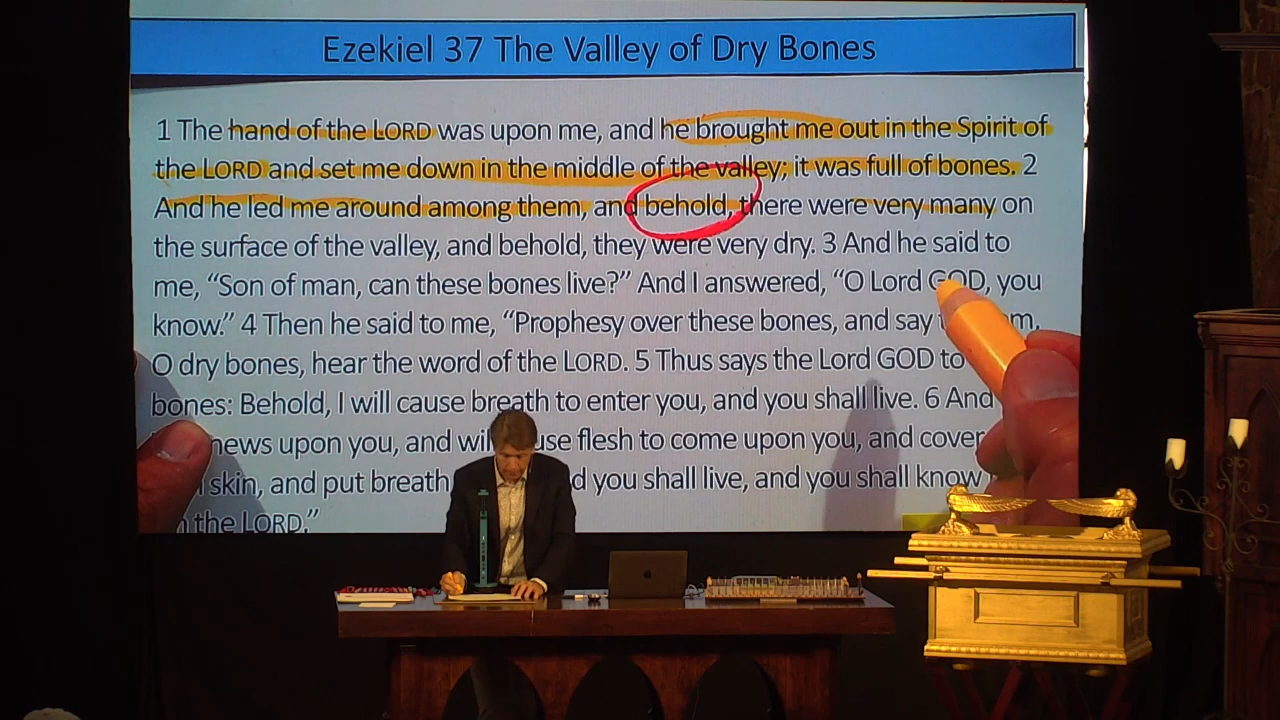 Ezekiel 37 The Valley of Dry Bones
1 The hand of the LORD was upon me, and he brought me out in the Spirit of
the LORD and set me down in the middle of the valley; it was full of bones. 2
And he led me around among them, and behold, there were very many on
the surface of the valley, and behold, they were very dry. 3 And he said to
me, “Son of man, can these bones live?” And I answered, “O Lord GOD, you
know.” 4 Then he said to me, “Prophesy over these bones, and say
O dry bones, hear the word of the LORD. 5 Thus says the Lord GOD to
bones: Behold, I will cause breath to enter you, and you shall live. 6 And
upon you, and flesh to come upon you, and cover
skin, and put breath you shall live, and you shall know
the LORD.”